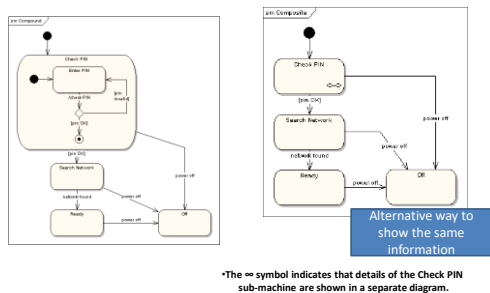 sm Compound
Check PIN
Enter PIN
[pin
invalid]
/check PIN
[pin OK]
[pin OK]
Search Network
power off
network found
power off
Ready
power off
Off
sm Composite
Check PIN
[pin OK]
Search Network
power off
power off
network found
Ready
power off
Off
Alternative way to
show the same
information
•The ∞ symbol indicates that details of the Check PIN
sub-machine are shown in a separate diagram.